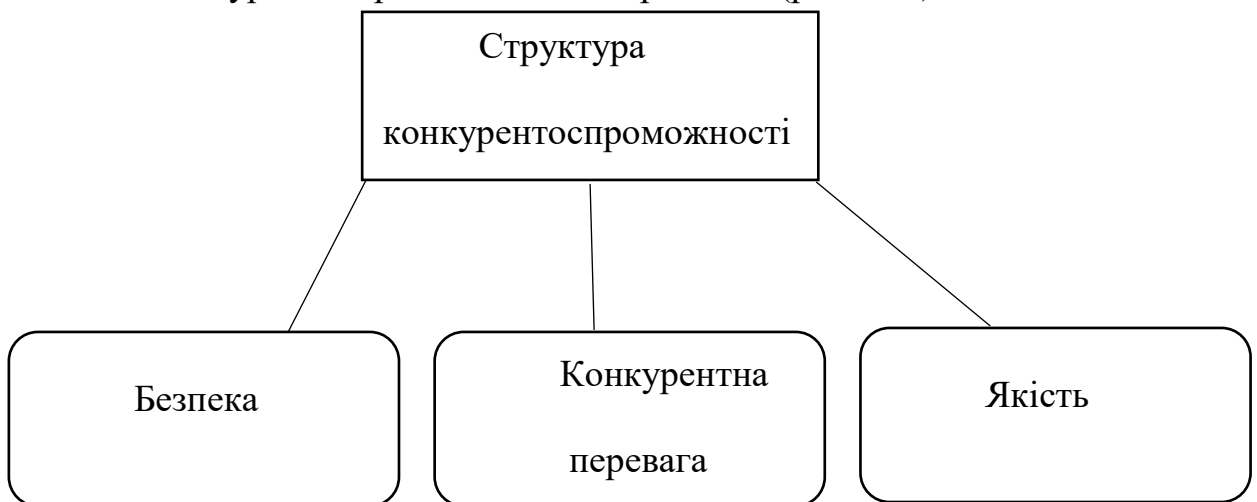 Структура
конкурентоспроможності
Безпека
Конкурентна
перевага
Якість